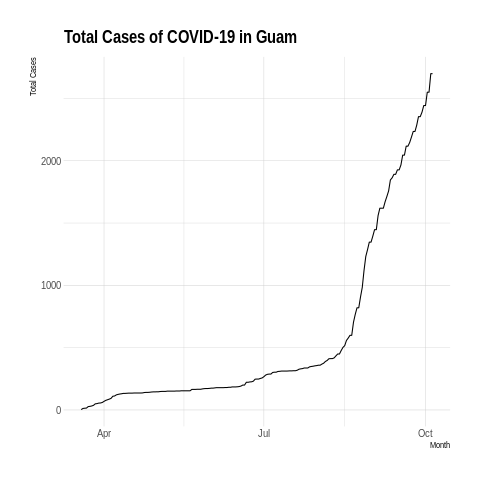 Total Cases of COVID-19 in Guam
Total Cases
2000
1000
0
Apr
Jul
Oct
Month